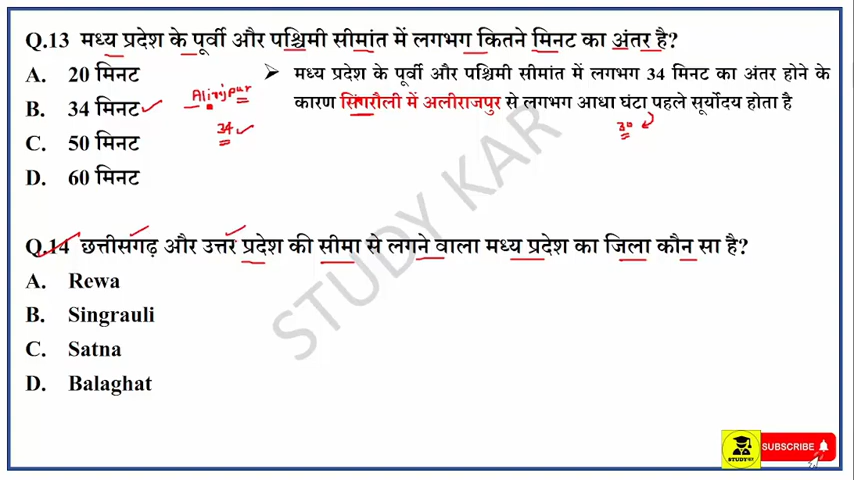 Q.13 मध्य प्रदेश के पूर्वी और पश्चिमी सीमांत में लगभग कितने मिनट का अंतर है?
A. 20 मिनट
B. 34 मिनट
C. 50 मिनट
D. 60 मिनट
➢ मध्य प्रदेश के पूर्वी और पश्चिमी सीमांत में लगभग 34 मिनट का अंतर होने के
कारण सिंगरौली में अलीराजपुर से लगभग आधा घंटा पहले सूर्योदय होता है
Alirijpur
34
30
Q.14 छत्तीसगढ़ और उत्तर प्रदेश की सीमा से लगने वाला मध्य प्रदेश का जिला कौन सा है?
A. Rewa
B. Singrauli
C. Satna
D. Balaghat
STUDY KAR
SUBSCRIBE